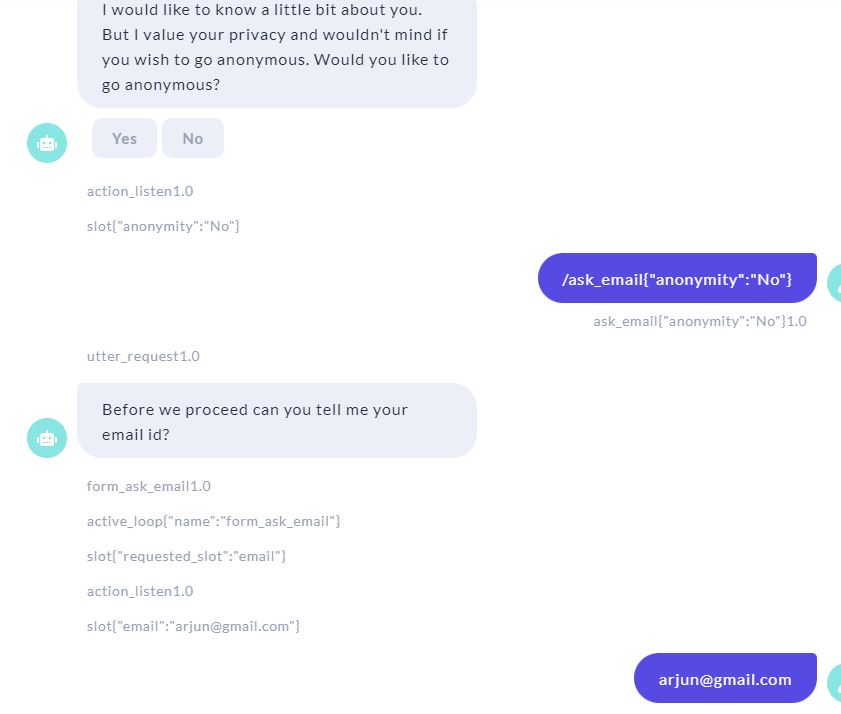 I would like to know a little bit about you.
But I value your privacy and wouldn't mind if
you wish to go anonymous. Would you like to
go anonymous?
Yes No
action_listen1.0
slot{"anonymity":"No"}
/ask_email{"anonymity":"No"}
ask_email{"anonymity":"No"}1.0
utter_request1.0
Before we proceed can you tell me your
email id?
form_ask_email1.0
active_loop{"name":"form_ask_email"}
slot{"requested_slot":"email"}
action_listen1.0
slot{"email":"arjun@gmail.com"}
arjun@gmail.com